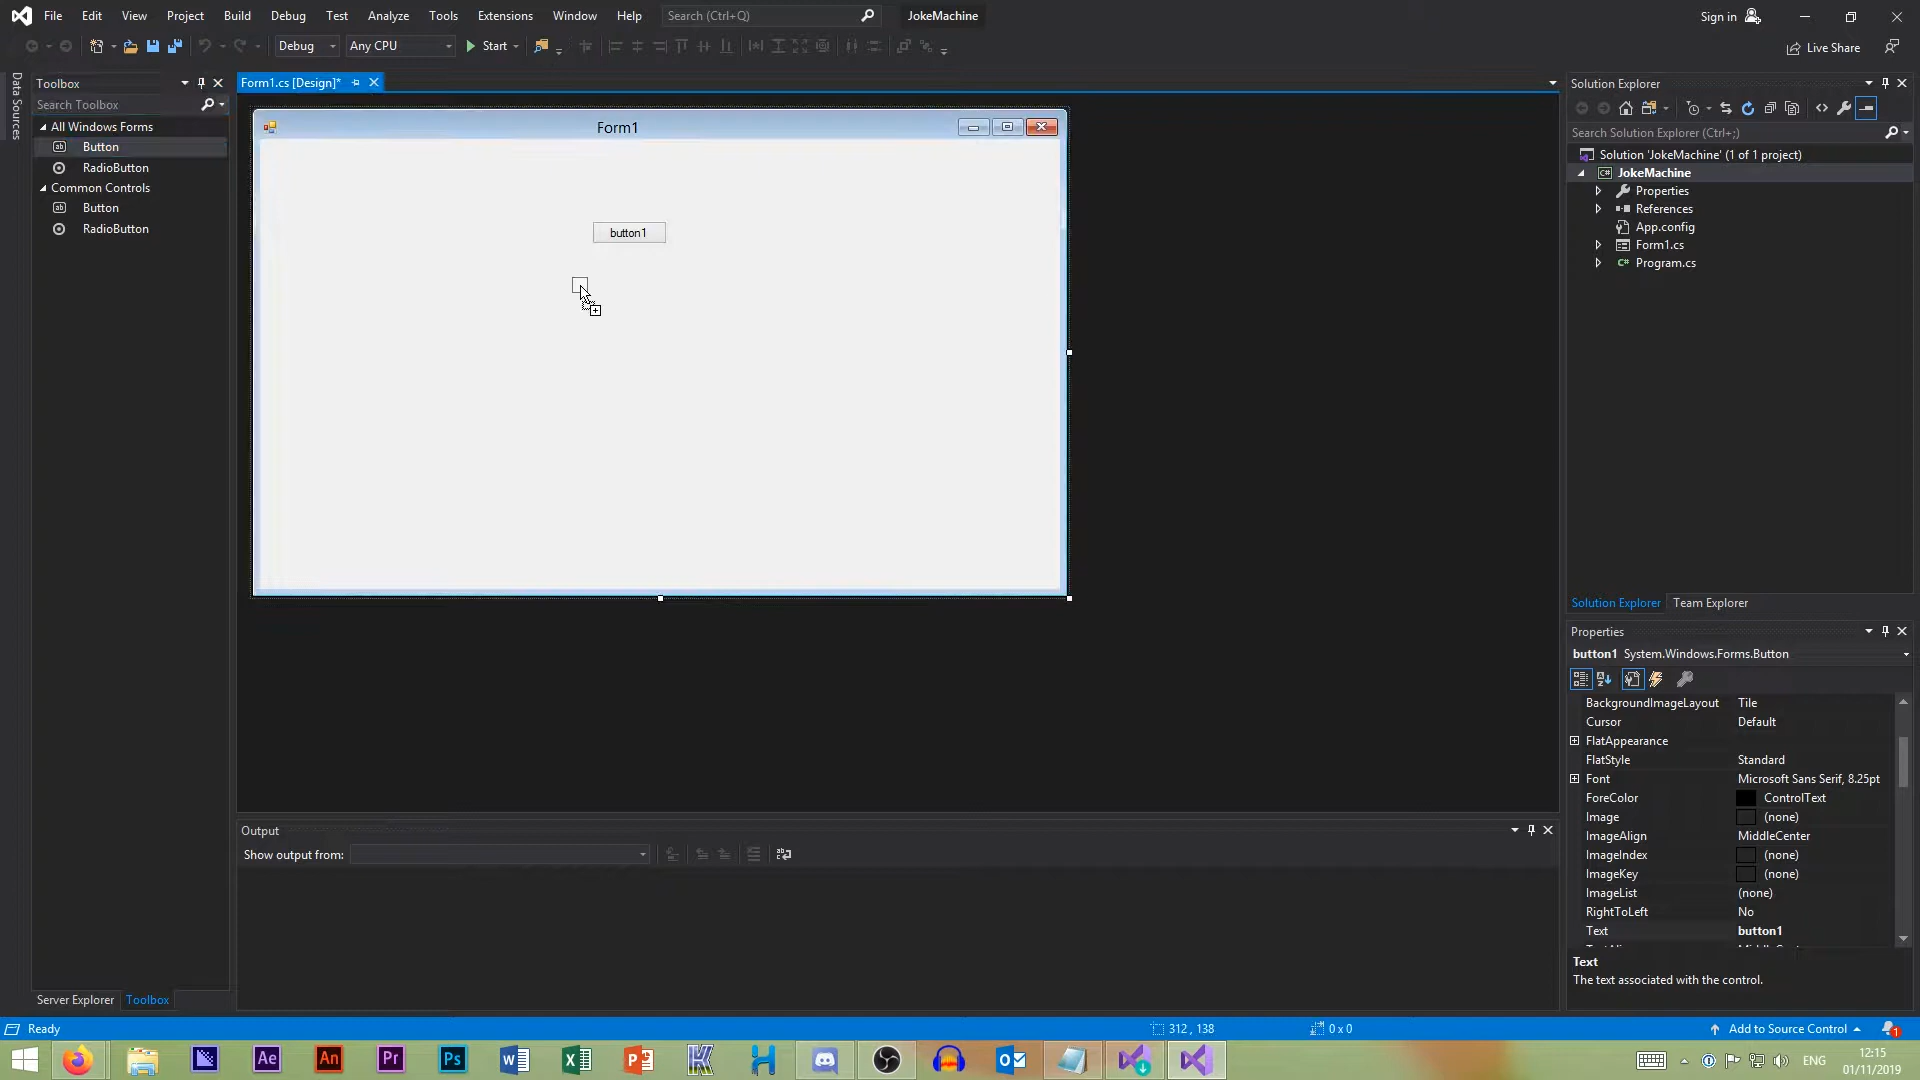 File Edit View Project Build Debug Test Analyze Tools Extensions Window Help Search (Ctrl+Q) JokeMachine Sign in
Debug Any CPU Start Live Share
Data Sources
Toolbox
Search Toolbox
All Windows Forms
Button
RadioButton
Common Controls
Button
RadioButton
Server Explorer Toolbox
Form1.cs [Design]*
Form1
button1
Output
Show output from:
Solution Explorer
Search Solution Explorer (Ctrl+;)
Solution 'JokeMachine' (1 of 1 project)
C# JokeMachine
Properties
References
App.config
Form1.cs
C# Program.cs
Solution Explorer Team Explorer
Properties
button1 System.Windows.Forms.Button
BackgroundImageLayout Tile
Cursor Default
FlatAppearance
FlatStyle Standard
Font Microsoft Sans Serif, 8.25pt
ForeColor ControlText
Image (none)
ImageAlign MiddleCenter
ImageIndex (none)
ImageKey (none)
ImageList (none)
RightToLeft No
Text button1
Text
The text associated with the control.
Ready 312 , 138 0 x 0 Add to Source Control 1
Ae An Pr Ps ENG 12:15
01/11/2019